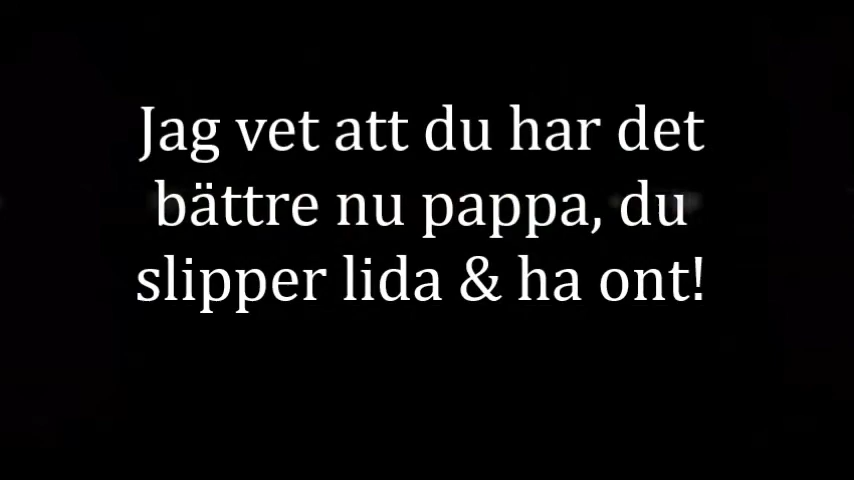 Jag vet att du har det
bättre nu pappa, du
slipper lida & ha ont!